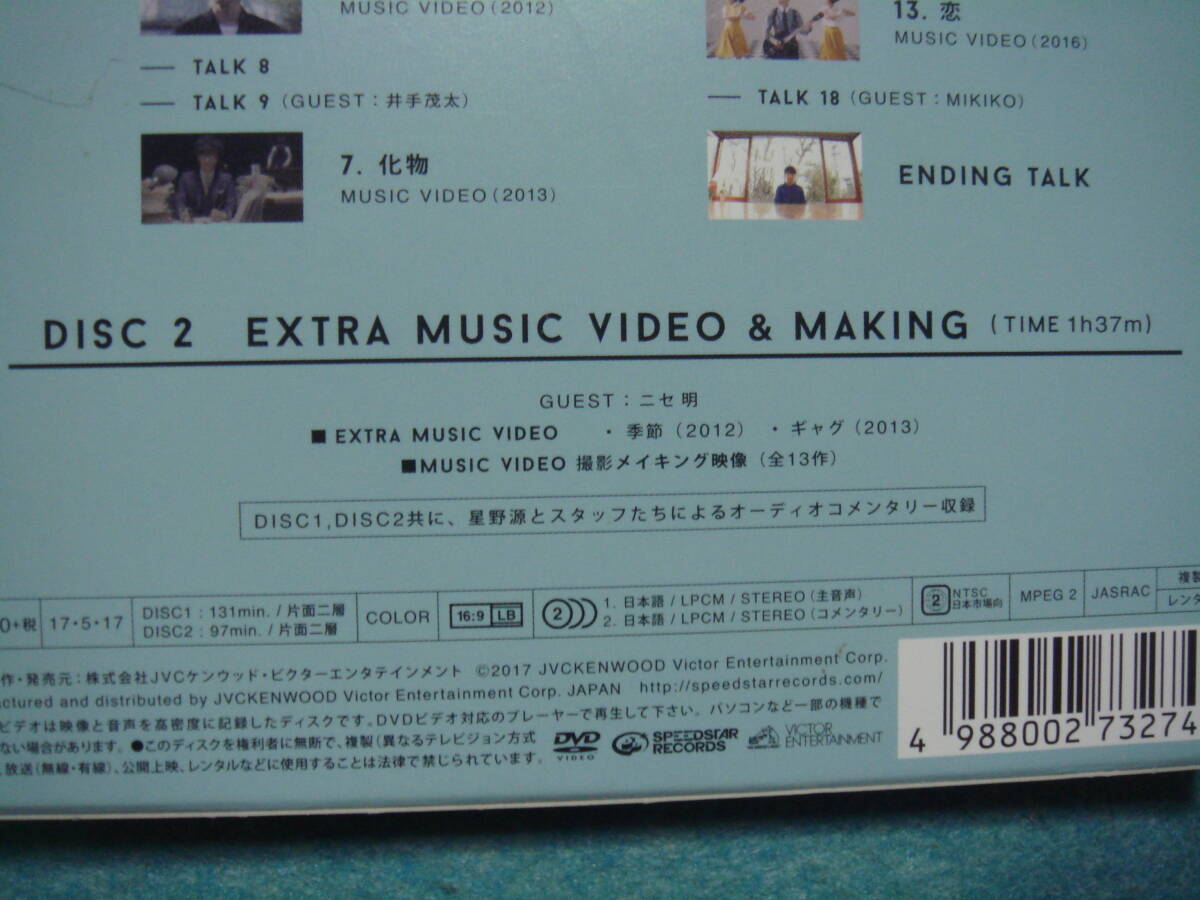 MUSIC VIDEO (2012)
— TALK 8
— TALK 9 (GUEST : 井手茂太)
7. 化物
MUSIC VIDEO (2013)
13. 恋
MUSIC VIDEO (2016)
— TALK 18 (GUEST : MIKIKO)
ENDING TALK
DISC 2 EXTRA MUSIC VIDEO & MAKING (TIME 1h37m)
GUEST : ニセ明
■ EXTRA MUSIC VIDEO ・季節 (2012) ・ギャグ (2013)
■MUSIC VIDEO 撮影メイキング映像 (全13作)
DISC1, DISC2共に、星野源とスタッフたちによるオーディオコメンタリー収録
0+税 17・5・17
DISC1 : 131min. / 片面二層
DISC2 : 97min. / 片面二層
COLOR
16:9 LB
2
1. 日本語 / LPCM / STEREO (主音声)
2. 日本語 / LPCM / STEREO (コメンタリー)
2 NTSC
日本市場向
MPEG 2
JASRAC
複製
レンタ
作・発売元：株式会社JVCケンウッド・ビクターエンタテインメント ©2017 JVCKENWOOD Victor Entertainment Corp.
actured and distributed by JVCKENWOOD Victor Entertainment Corp. JAPAN http://speedstarrecords.com/
ビデオは映像と音声を高密度に記録したディスクです。DVDビデオ対応のプレーヤーで再生して下さい。パソコンなど一部の機種で
ない場合があります。●このディスクを権利者に無断で、複製(異なるテレビジョン方式
、放送(無線・有線)、公開上映、レンタルなどに使用することは法律で禁じられています。
DVD VIDEO
SPEEDSTAR RECORDS
VICTOR ENTERTAINMENT
4 988002 73274